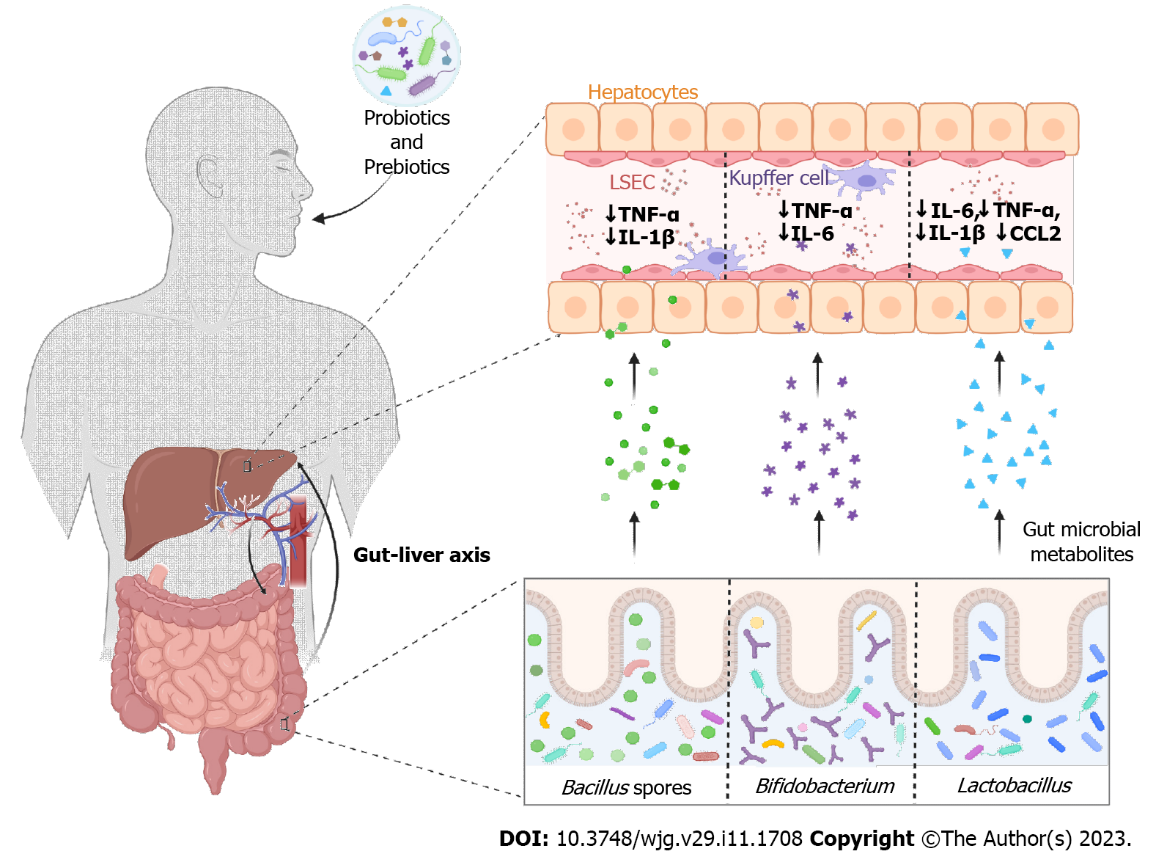 Probiotics
and
Prebiotics
Hepatocytes
LSEC
Kupffer cell
↓TNF-α
↓IL-1β
↓TNF-α
↓IL-6
↓IL-6,↓TNF-α,
↓IL-1β ↓CCL2
Gut-liver axis
Gut microbial
metabolites
Bacillus spores
Bifidobacterium
Lactobacillus
DOI: 10.3748/wjg.v29.i11.1708 Copyright ©The Author(s) 2023.